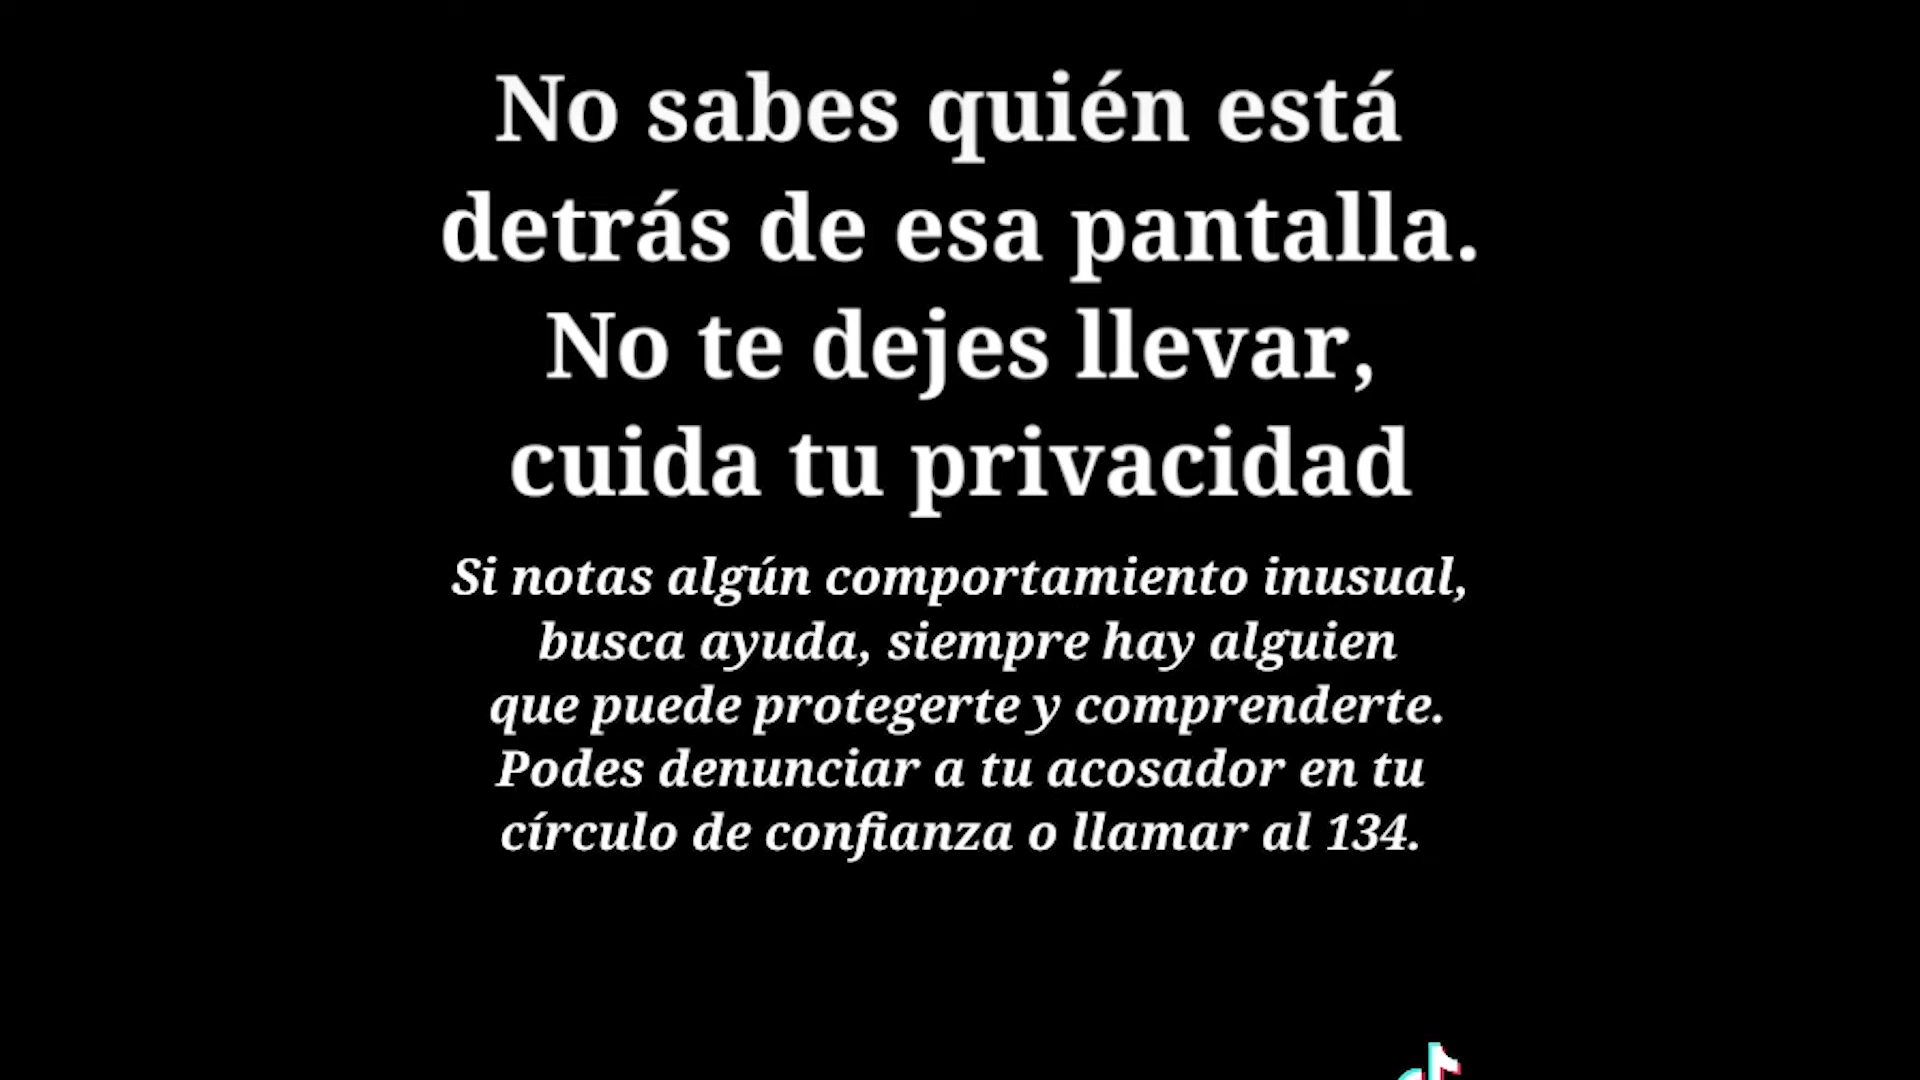 No sabes quién está
detrás de esa pantalla.
No te dejes llevar,
cuida tu privacidad
Si notas algún comportamiento inusual,
busca ayuda, siempre hay alguien
que puede protegerte y comprenderte.
Podes denunciar a tu acosador en tu
círculo de confianza o llamar al 134.